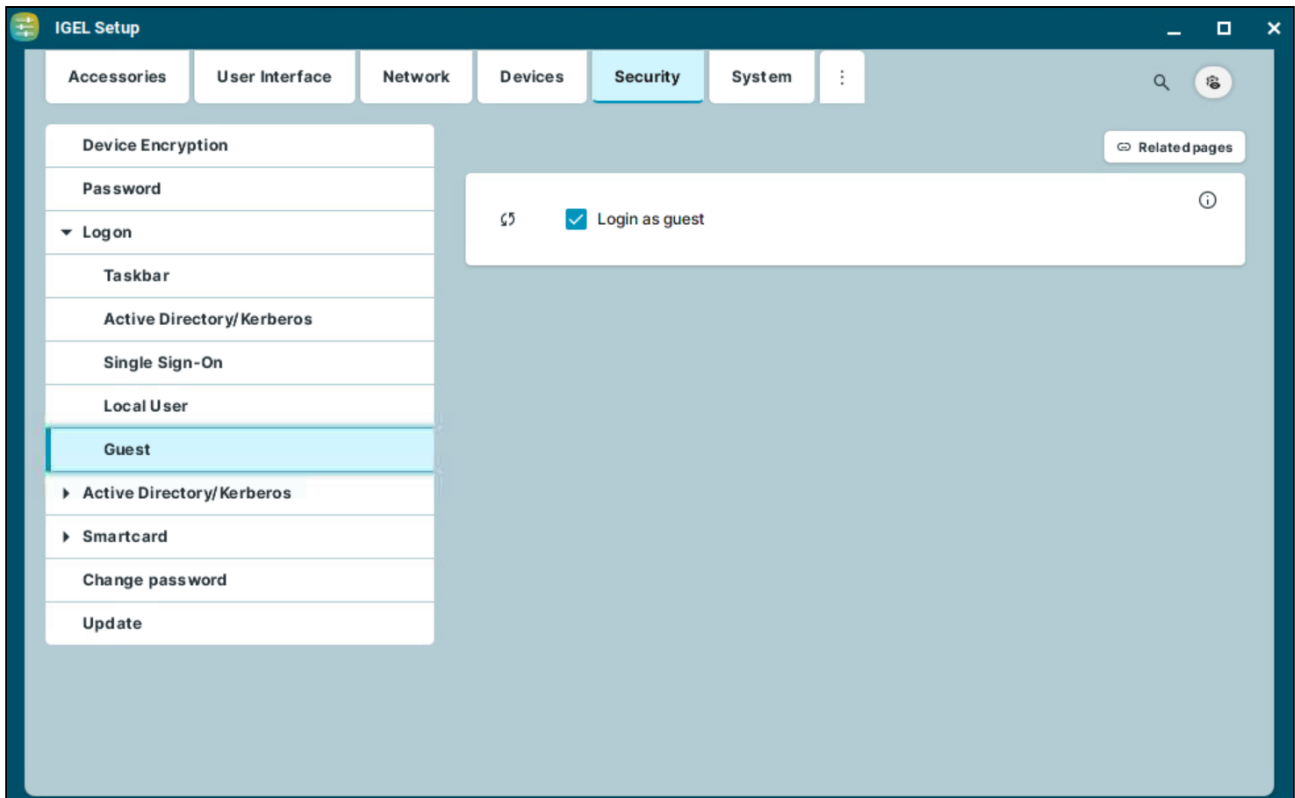 IGEL Setup
Accessories
User Interface
Network
Devices
Security
System
Related pages
Device Encryption
Password
Logon
Taskbar
Active Directory/Kerberos
Single Sign-On
Local User
Guest
Active Directory/Kerberos
Smartcard
Change password
Update
Login as guest